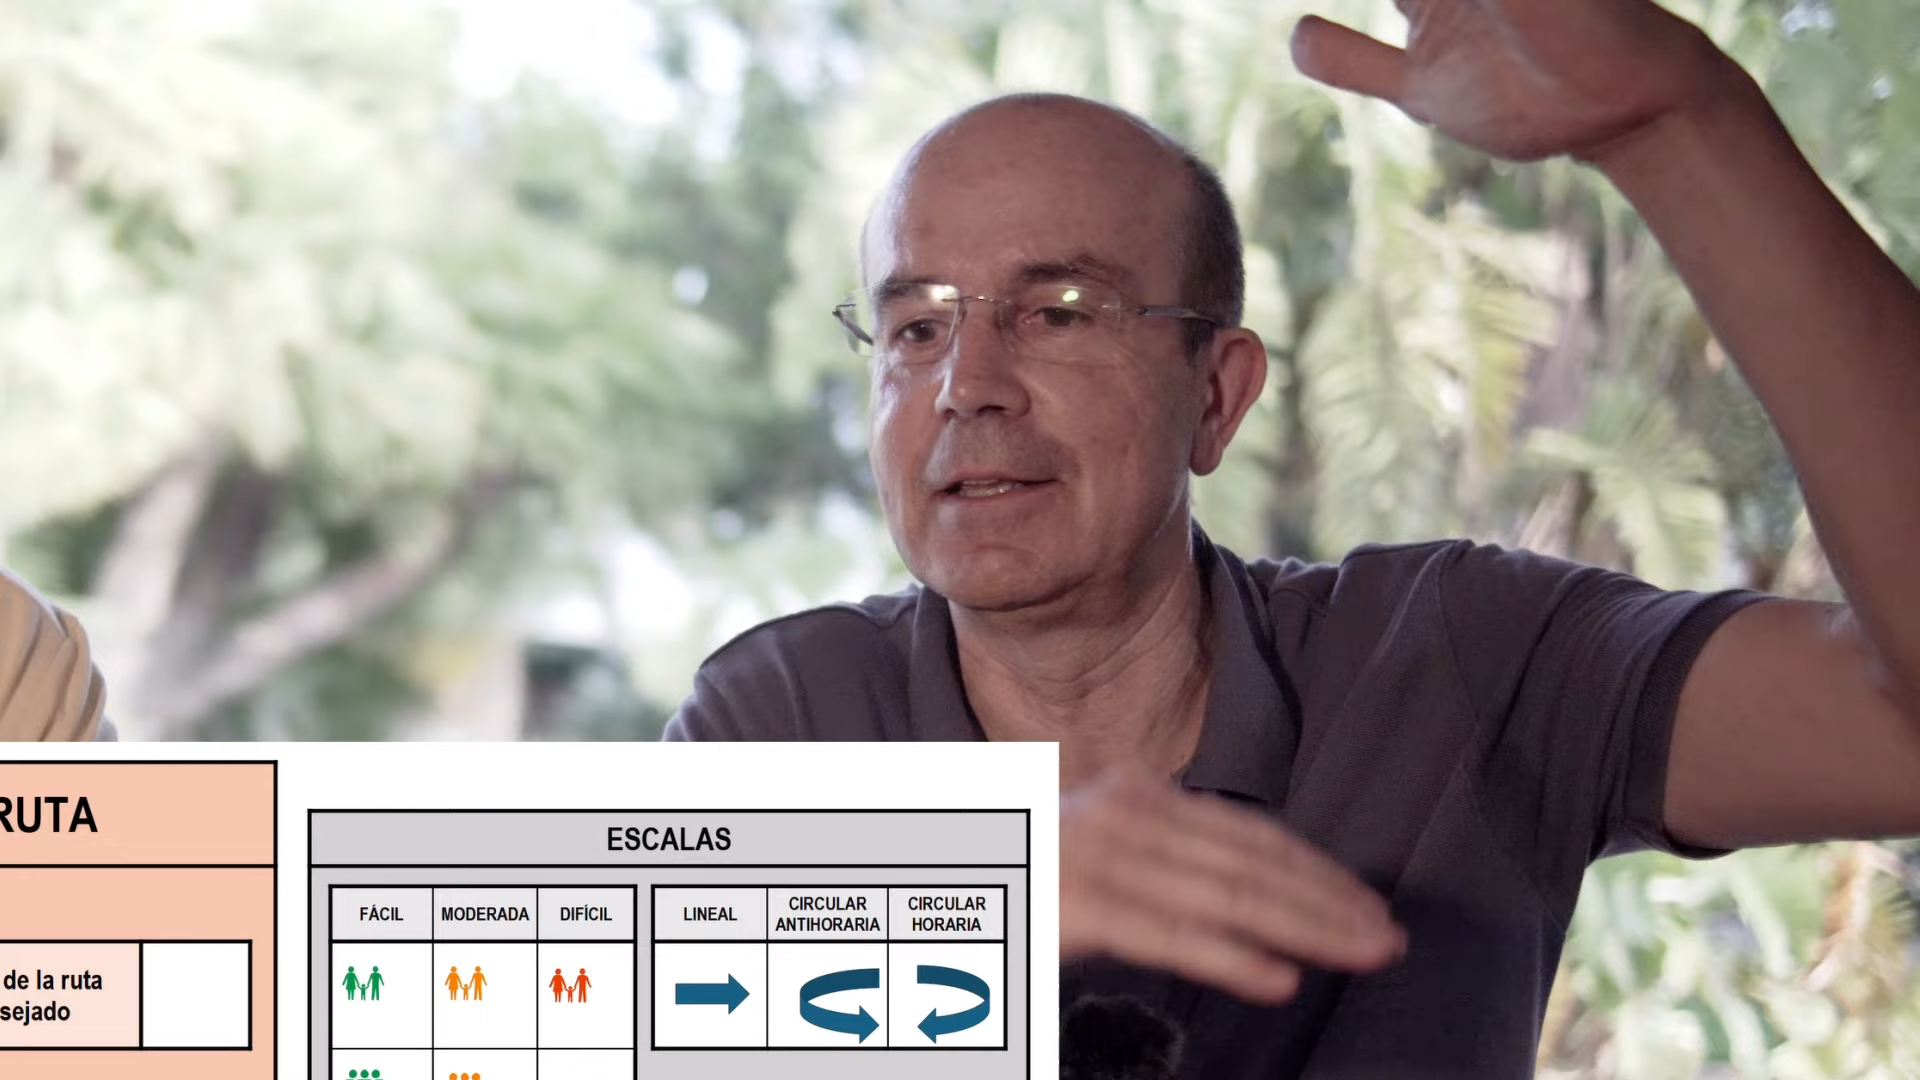 RUTA
de la ruta
sejado
ESCALAS
FÁCIL
MODERADA
DIFÍCIL
LINEAL
CIRCULAR
ANTIHORARIA
CIRCULAR
HORARIA